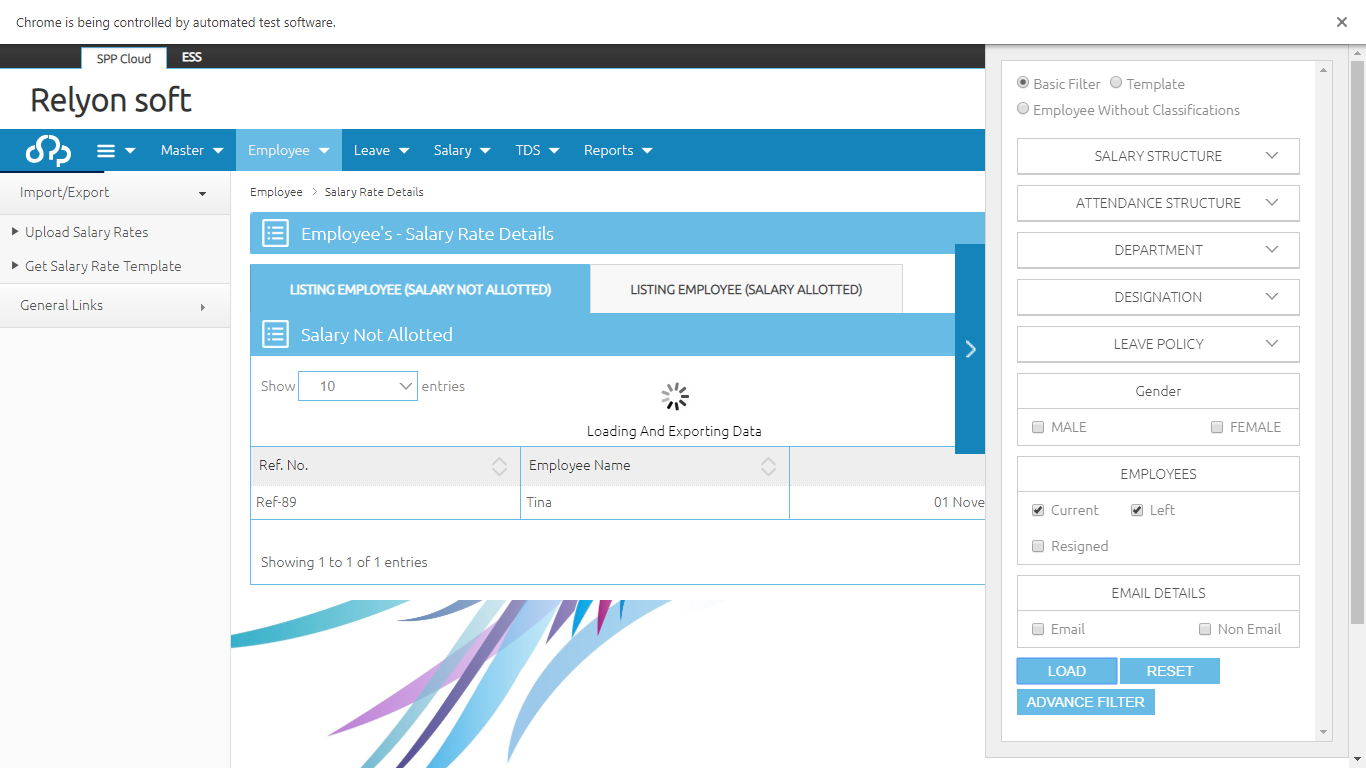 Chrome is being controlled by automated test software.
SPP Cloud ESS
Relyon soft
Master Employee Leave Salary TDS Reports
Import/Export
Upload Salary Rates
Get Salary Rate Template
General Links
Employee > Salary Rate Details
Employee's - Salary Rate Details
LISTING EMPLOYEE (SALARY NOT ALLOTTED) LISTING EMPLOYEE (SALARY ALLOTTED)
Salary Not Allotted
Show 10 entries
Loading And Exporting Data
Ref. No. Employee Name
Ref-89 Tina 01 Nove
Showing 1 to 1 of 1 entries
Basic Filter Template
Employee Without Classifications
SALARY STRUCTURE
ATTENDANCE STRUCTURE
DEPARTMENT
DESIGNATION
LEAVE POLICY
Gender
MALE FEMALE
EMPLOYEES
Current Left
Resigned
EMAIL DETAILS
Email Non Email
LOAD RESET
ADVANCE FILTER